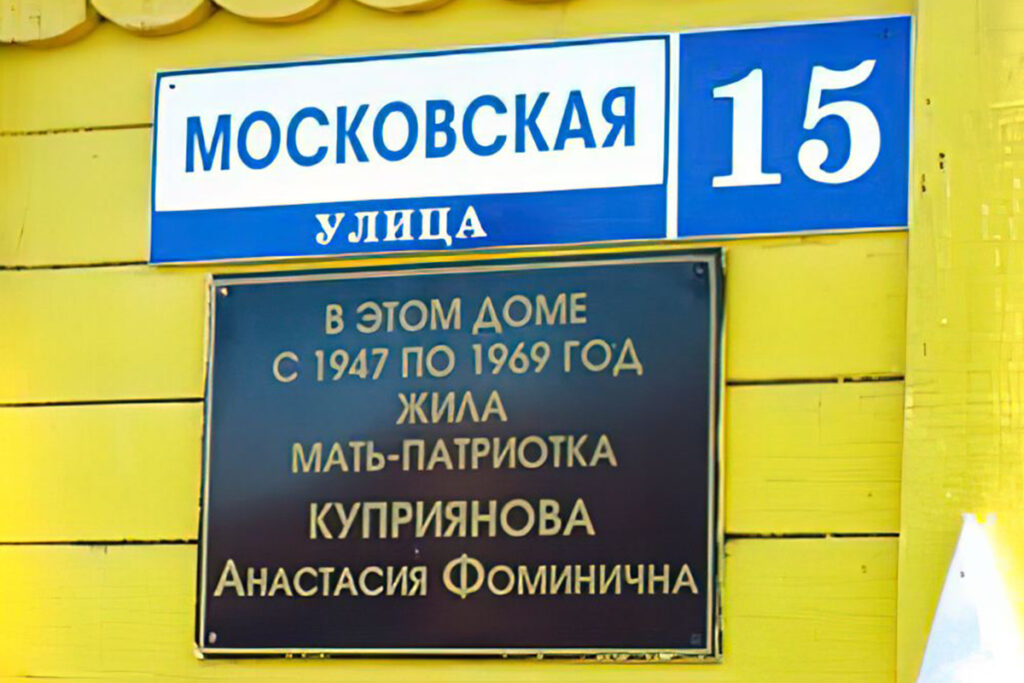 МОСКОВСКАЯ
УЛИЦА
15
В ЭТОМ ДОМЕ
С 1947 ПО 1969 ГОД
ЖИЛА
МАТЬ-ПАТРИОТКА
КУПРИЯНОВА
АНАСТАСИЯ ФОМИНИЧНА